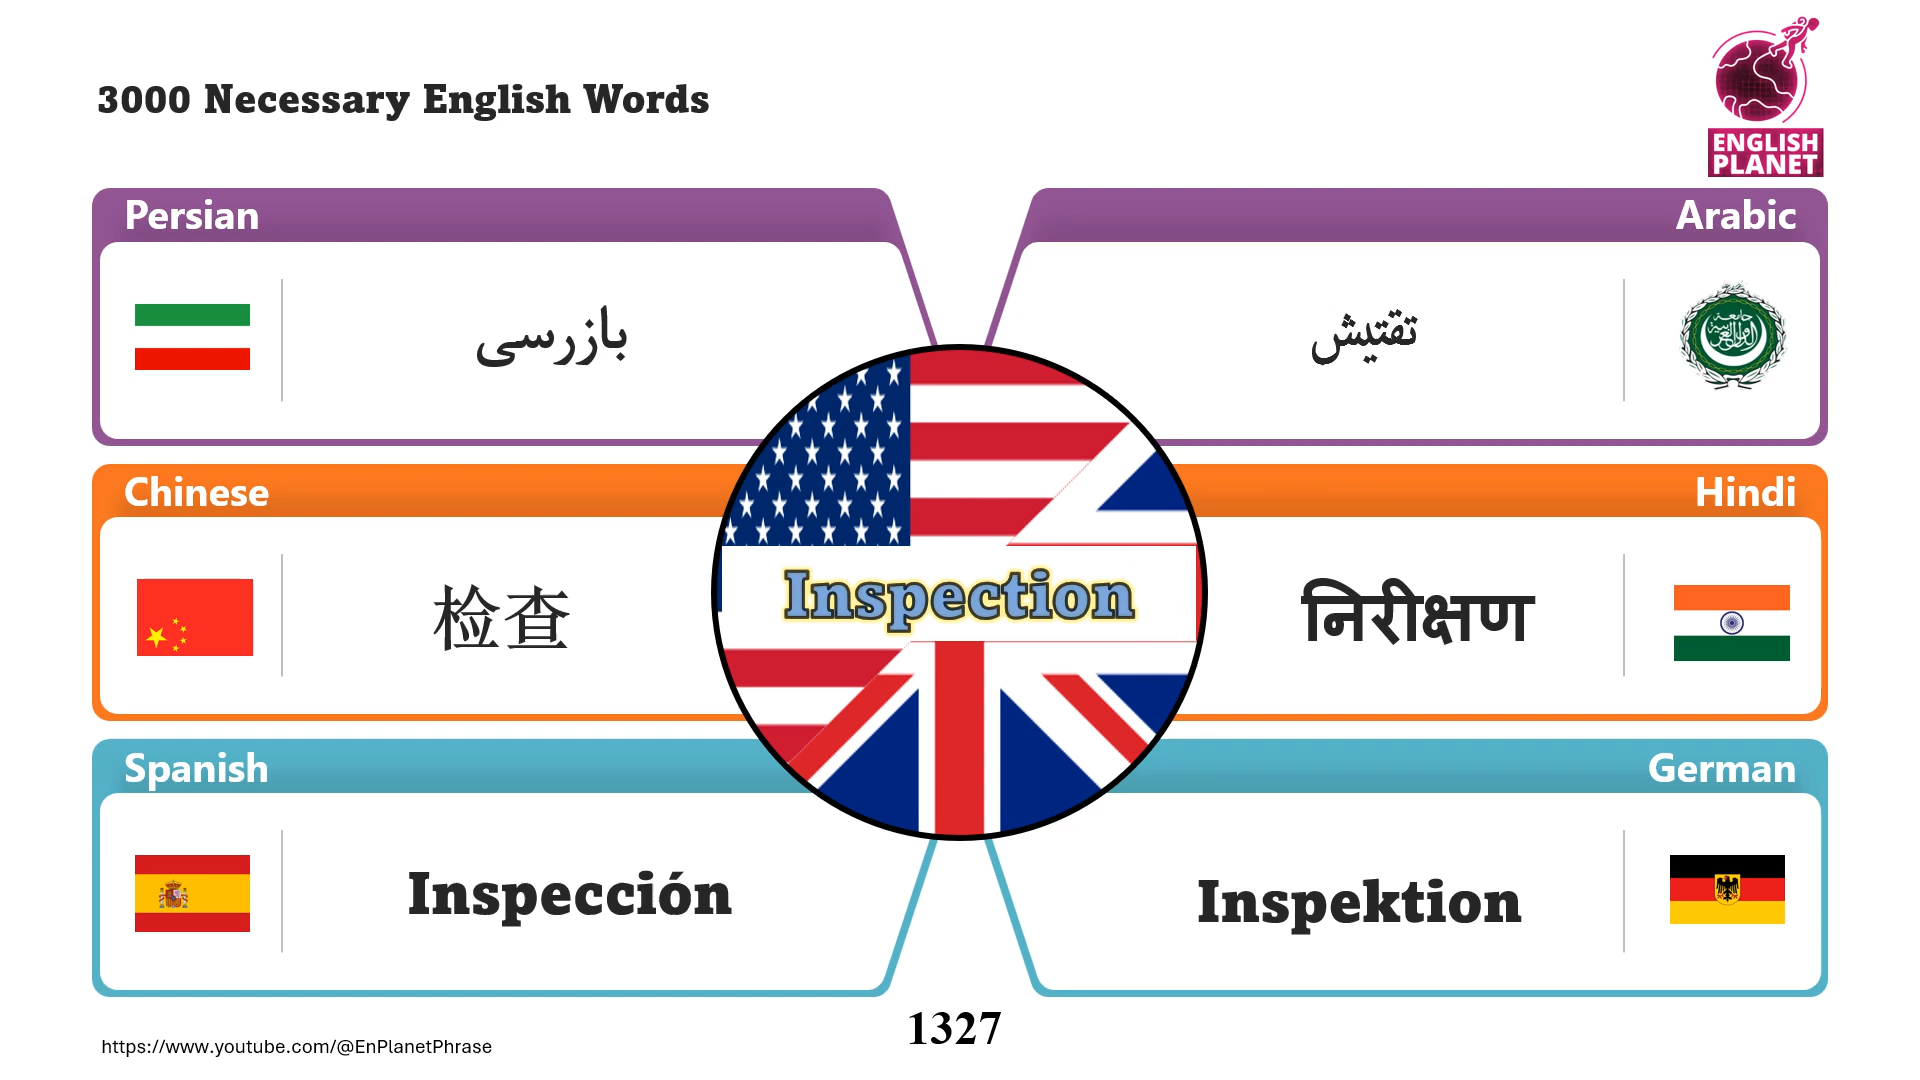 3000 Necessary English Words
ENGLISH
PLANET
Persian
بازرسی
Arabic
تفتيش
Chinese
检查
Hindi
निरीक्षण
Inspection
Spanish
Inspección
German
Inspektion
1327
https://www.youtube.com/@EnPlanetPhrase